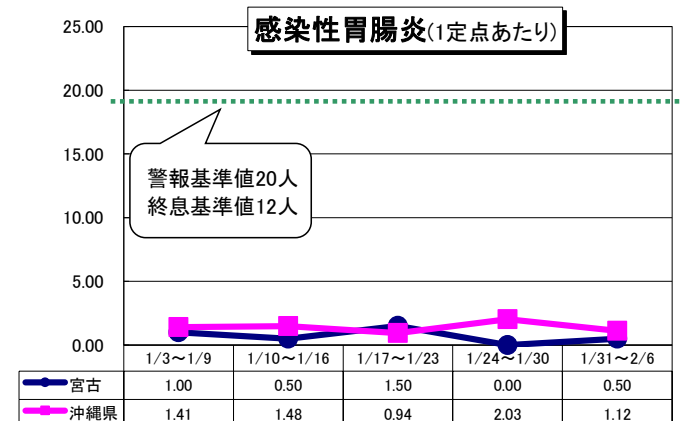 感染性胃腸炎(1定点あたり)
25.00
20.00
15.00
10.00
5.00
0.00
警報基準値20人
終息基準値12人
1/3～1/9 1/10～1/16 1/17～1/23 1/24～1/30 1/31～2/6
宮古 1.00 0.50 1.50 0.00 0.50
沖縄県 1.41 1.48 0.94 2.03 1.12